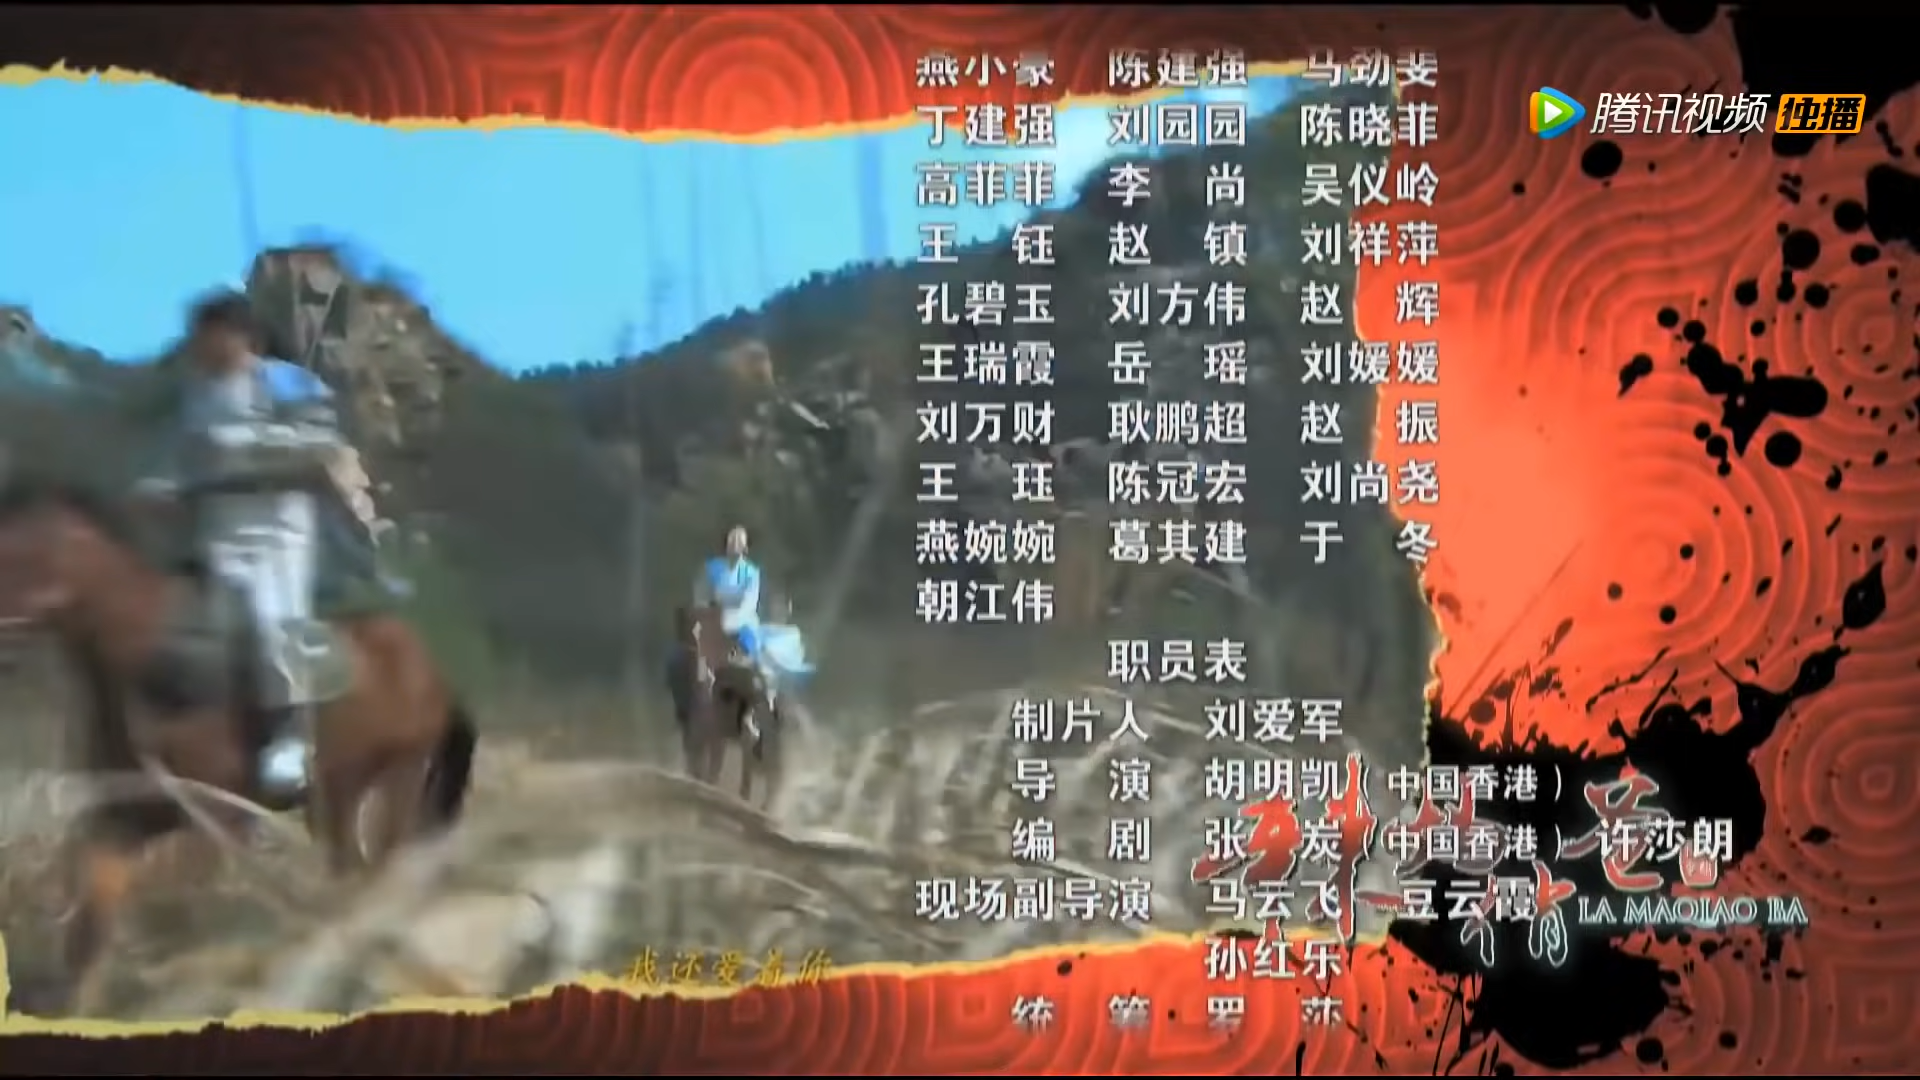 燕小豪 陈建强 马劲斐
腾讯视频 独播
丁建强 刘园园 陈晓菲
高菲菲 李尚 吴仪岭
王钰 赵镇 刘祥萍
孔碧玉 刘方伟 赵辉
王瑞霞 岳瑶 刘媛媛
刘万财 耿鹏超 赵振
王珏 陈冠宏 刘尚尧
燕婉婉 葛其建 于冬
朝江伟
职员表
制片人 刘爱军
导演 胡明凯（中国香港）
编剧 张炭（中国香港） 许莎朗
现场副导演 马云飞 豆云霞
LA MAOQIAO BA
孙红乐
我还爱着你
统筹 罗莎